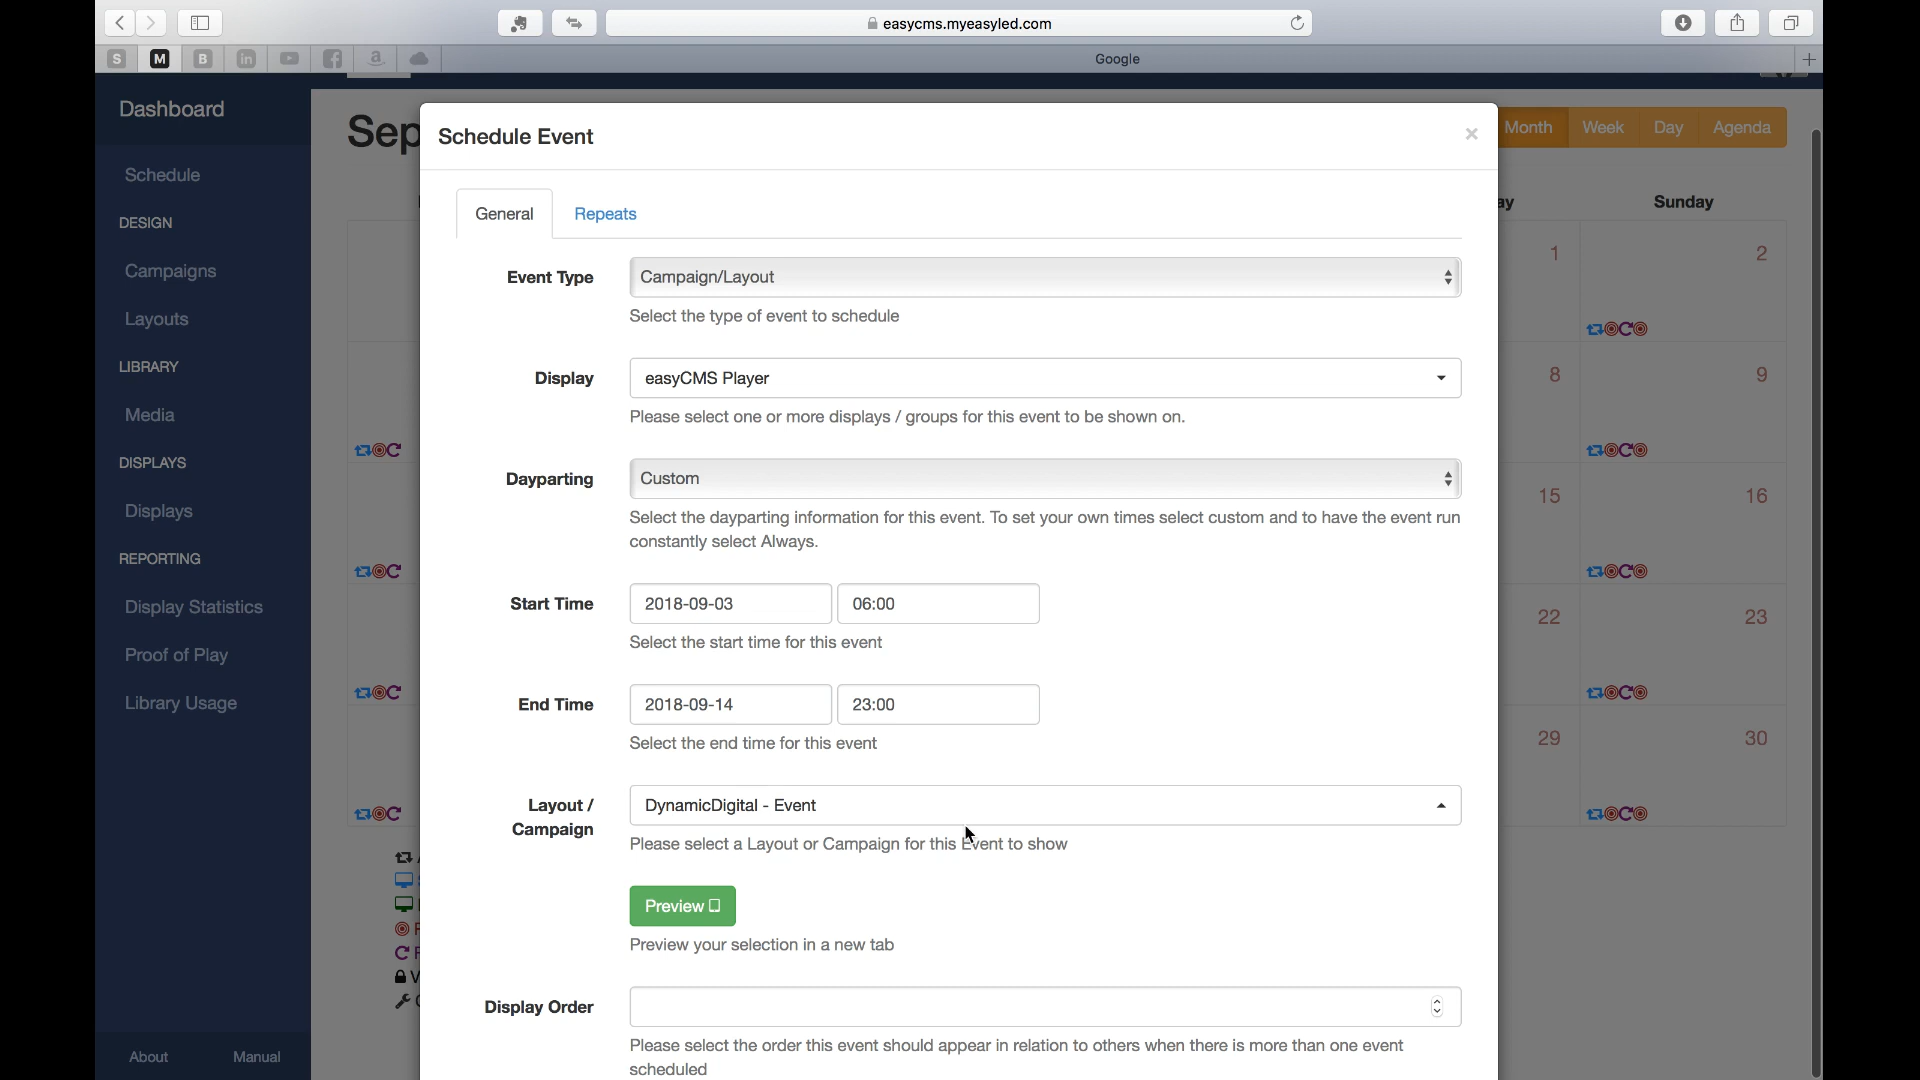 easycms.myeasyled.com
S M B in a
Google
Dashboard
Schedule
DESIGN
Campaigns
Layouts
LIBRARY
Media
DISPLAYS
Displays
REPORTING
Display Statistics
Proof of Play
Library Usage
About Manual
Sep
Month Week Day Agenda
ay Sunday
1 2
8 9
15 16
22 23
29 30
Schedule Event ×
General Repeats
Event Type Campaign/Layout
Select the type of event to schedule
Display easyCMS Player
Please select one or more displays / groups for this event to be shown on.
Dayparting Custom
Select the dayparting information for this event. To set your own times select custom and to have the event run
constantly select Always.
Start Time 2018-09-03 06:00
Select the start time for this event
End Time 2018-09-14 23:00
Select the end time for this event
Layout / DynamicDigital - Event
Campaign
Please select a Layout or Campaign for this Event to show
Preview
Preview your selection in a new tab
Display Order
Please select the order this event should appear in relation to others when there is more than one event
scheduled